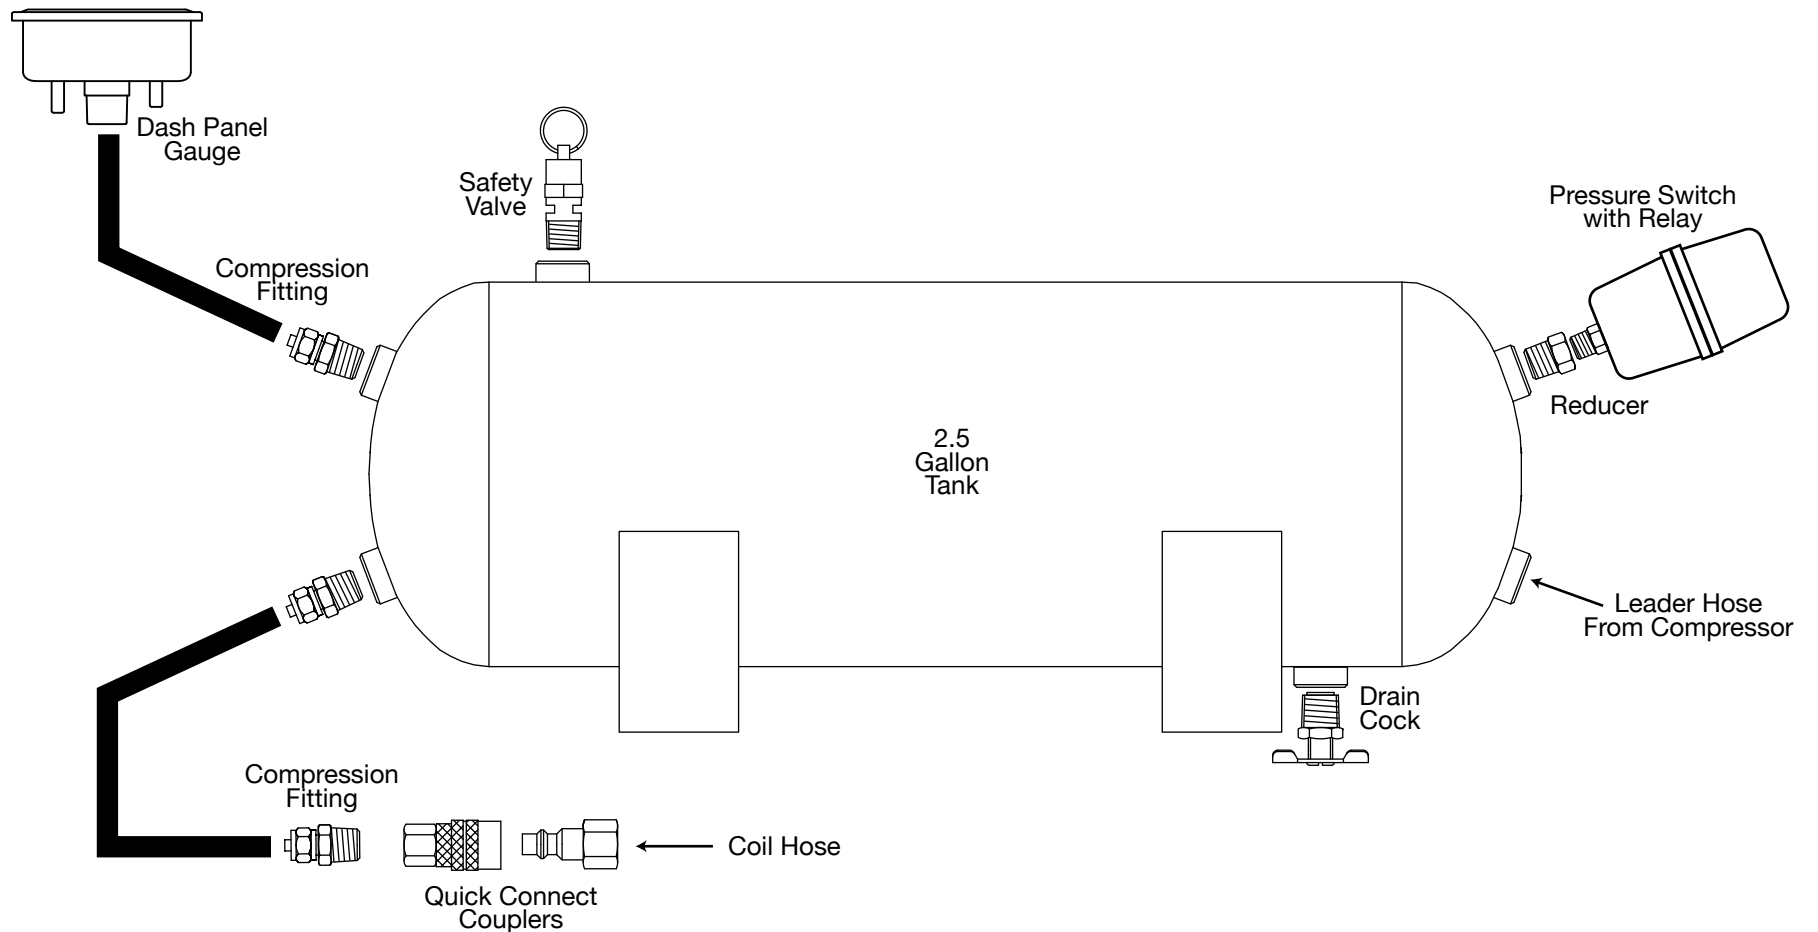 Dash Panel
Gauge
Safety
Valve
Pressure Switch
with Relay
Compression
Fitting
Reducer
2.5
Gallon
Tank
Leader Hose
From Compressor
Drain
Cock
Compression
Fitting
Coil Hose
Quick Connect
Couplers